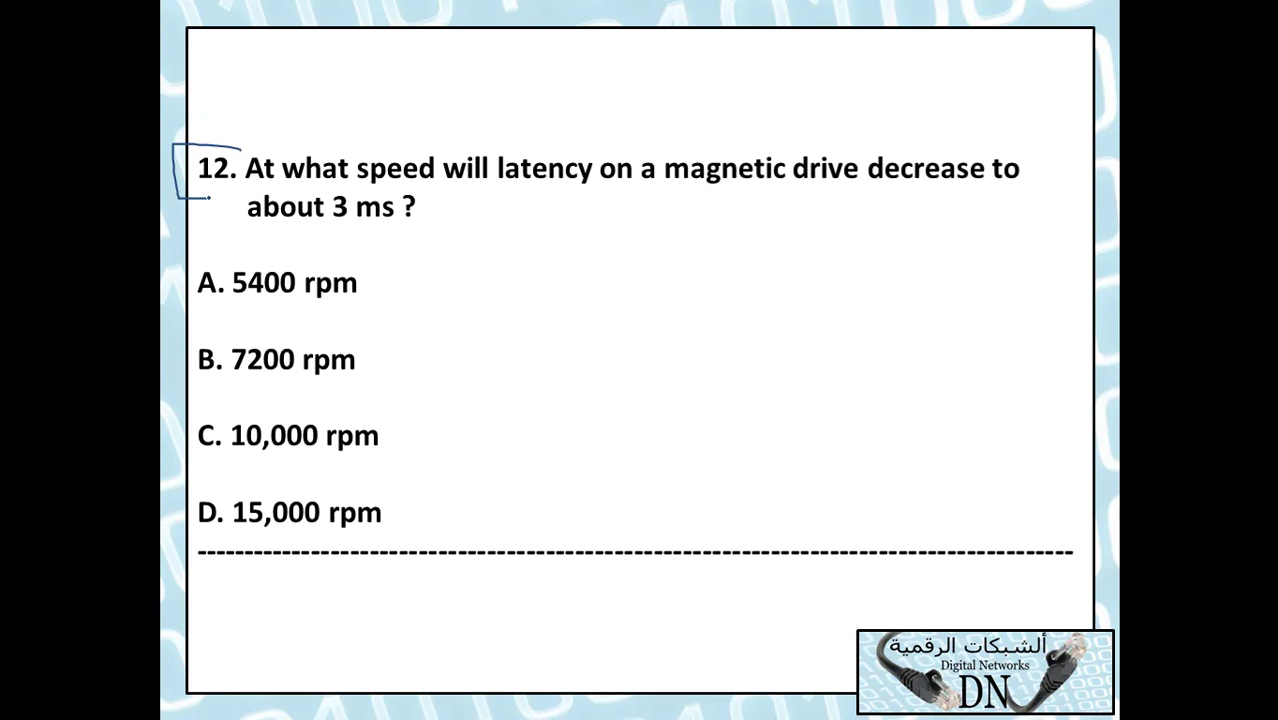 12. At what speed will latency on a magnetic drive decrease to
about 3 ms ?
A. 5400 rpm
B. 7200 rpm
C. 10,000 rpm
D. 15,000 rpm
--------------------------------------------------------------------------------------------
ألشبكات الرقمية
Digital Networks
DN